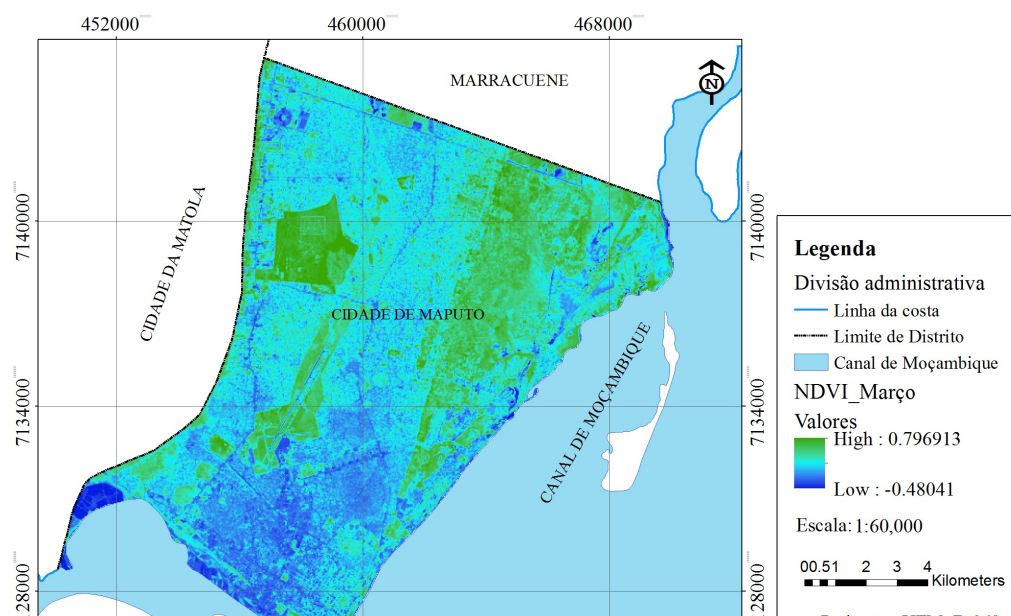 452000 460000 468000
MARRACUENE
N
CIDADE DA MATOLA
7140000 7140000
CIDADE DE MAPUTO
CANAL DE MOÇAMBIQUE
7134000 7134000
28000 28000
Legenda
Divisão administrativa
Linha da costa
Limite de Distrito
Canal de Moçambique
NDVI_Março
Valores
High : 0.796913
Low : -0.48041
Escala: 1:60,000
00.51 2 3 4
Kilometers